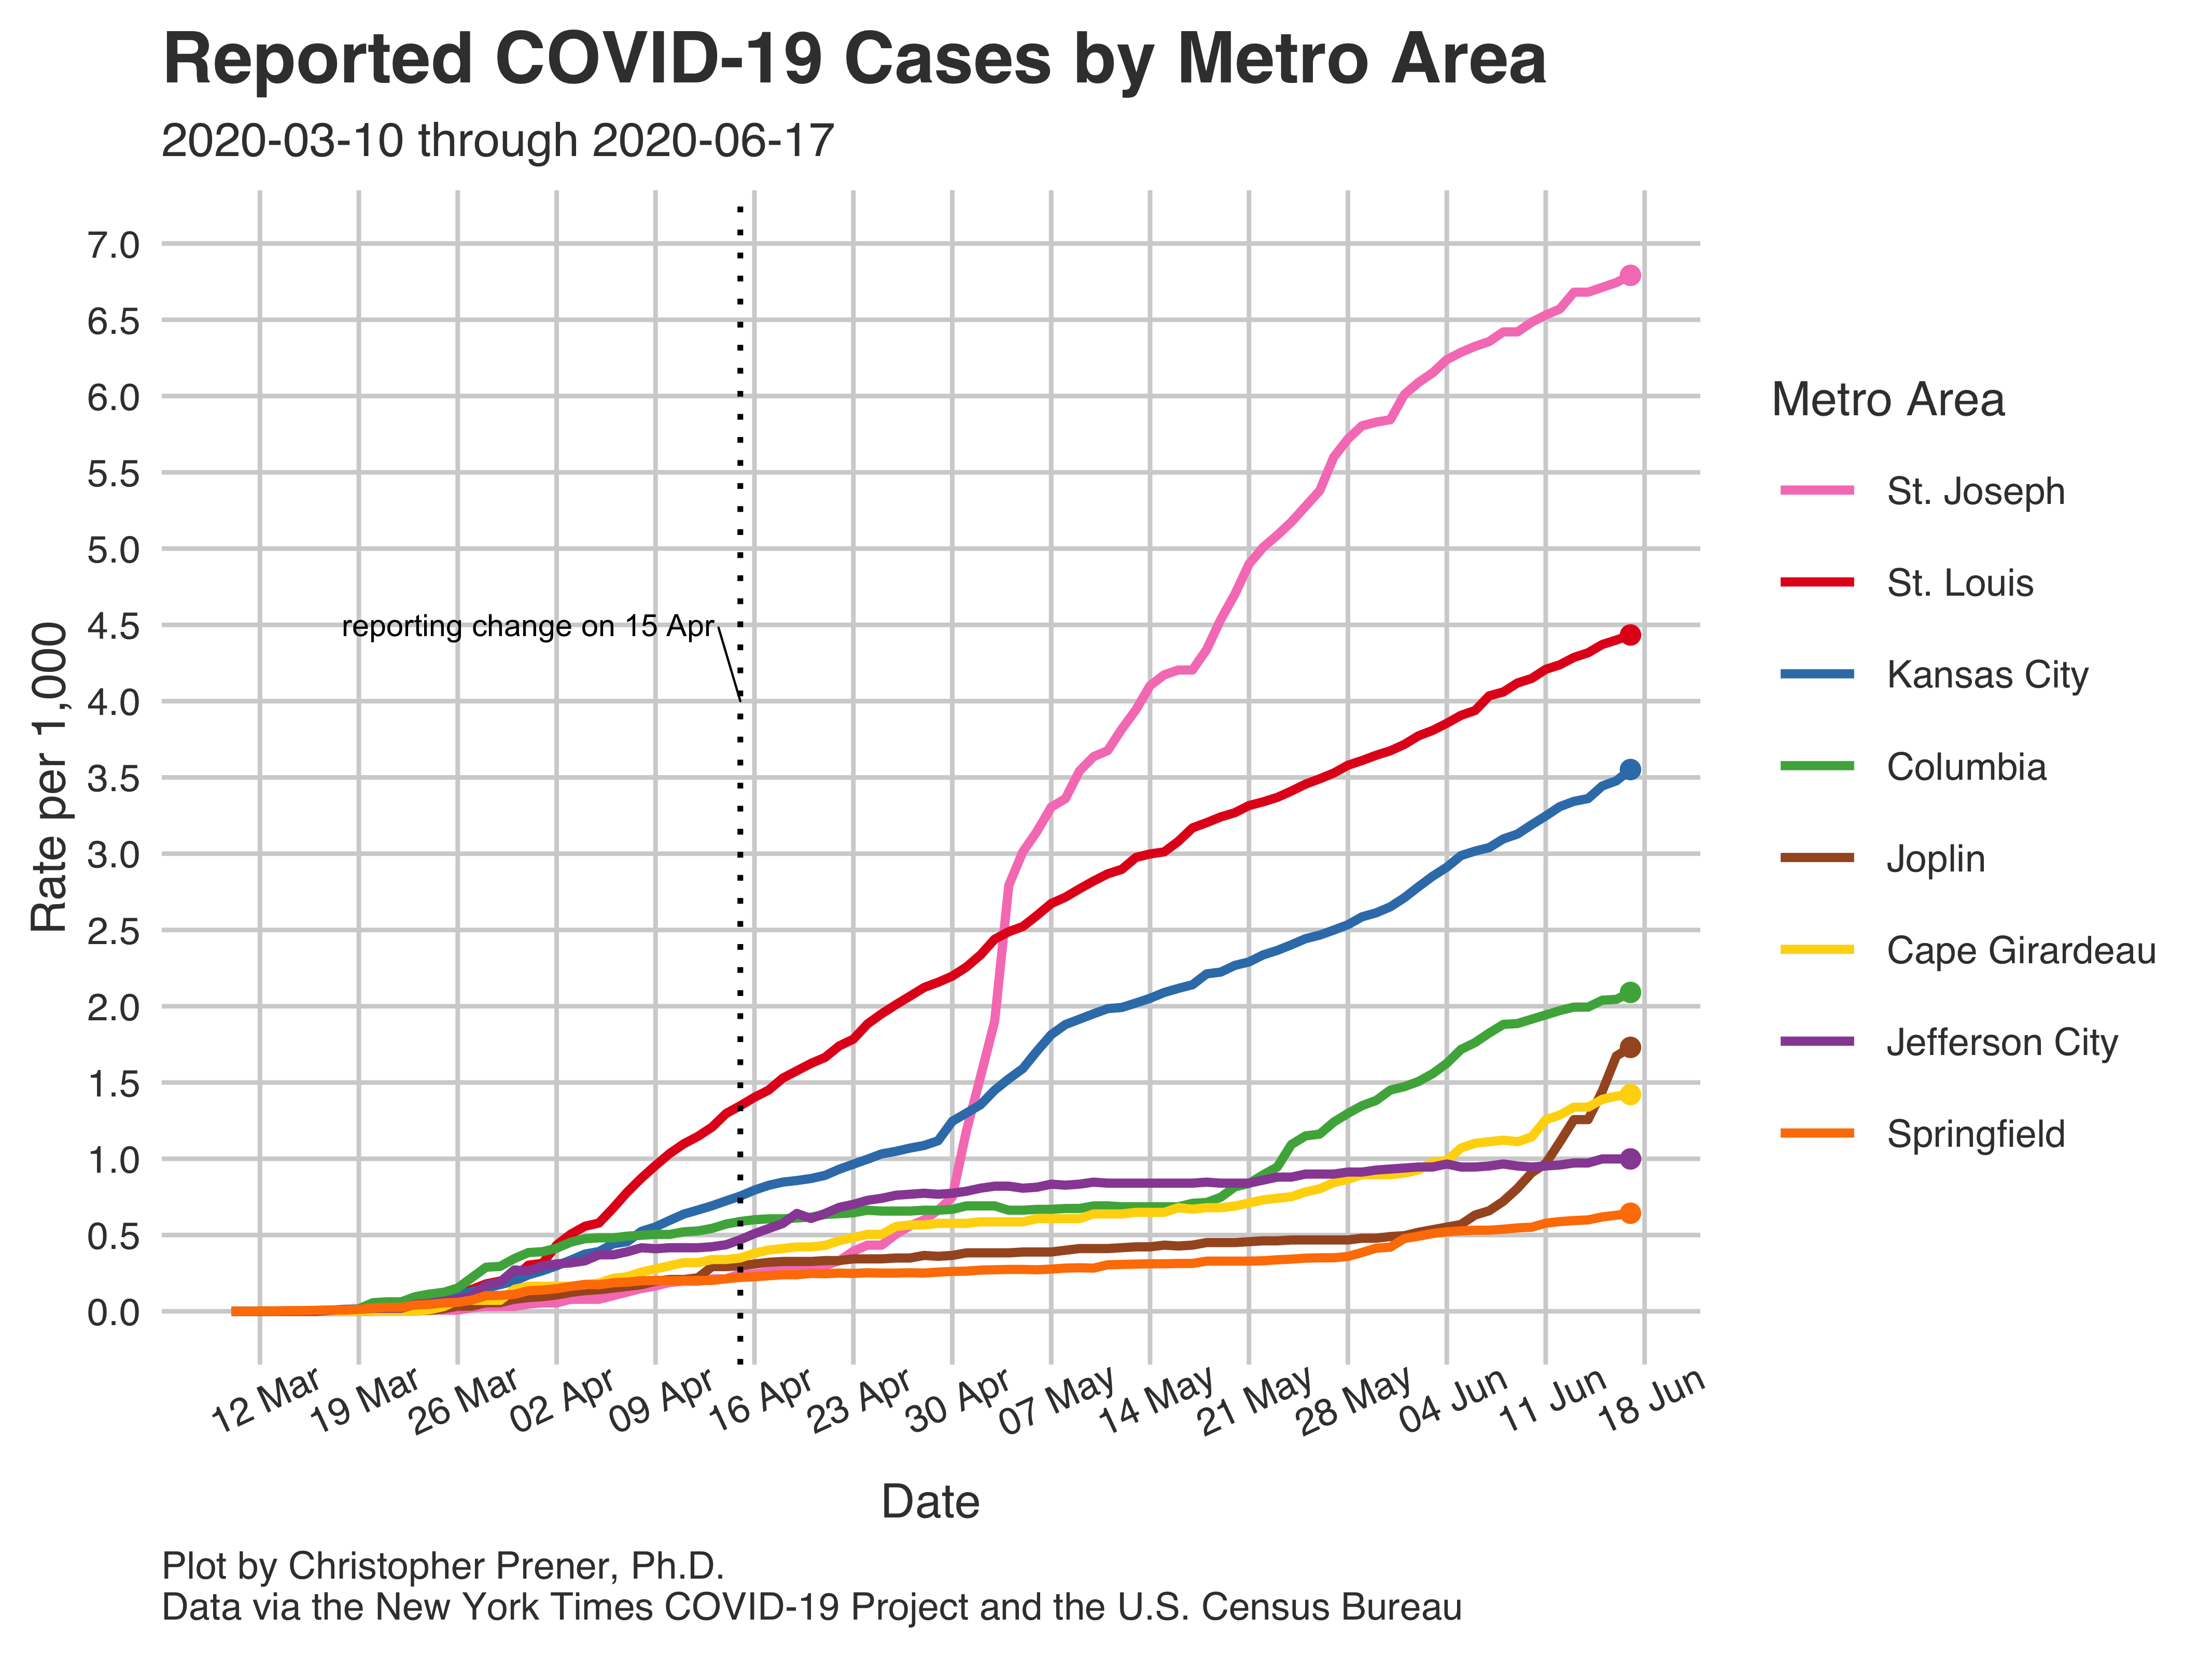 Reported COVID-19 Cases by Metro Area
2020-03-10 through 2020-06-17
7.0
6.5
6.0
5.5
5.0
4.5
4.0
3.5
3.0
2.5
2.0
1.5
1.0
0.5
0.0
Rate per 1,000
reporting change on 15 Apr
12 Mar
19 Mar
26 Mar
02 Apr
09 Apr
16 Apr
23 Apr
30 Apr
07 May
14 May
21 May
28 May
04 Jun
11 Jun
18 Jun
Date
Metro Area
St. Joseph
St. Louis
Kansas City
Columbia
Joplin
Cape Girardeau
Jefferson City
Springfield
Plot by Christopher Prener, Ph.D.
Data via the New York Times COVID-19 Project and the U.S. Census Bureau